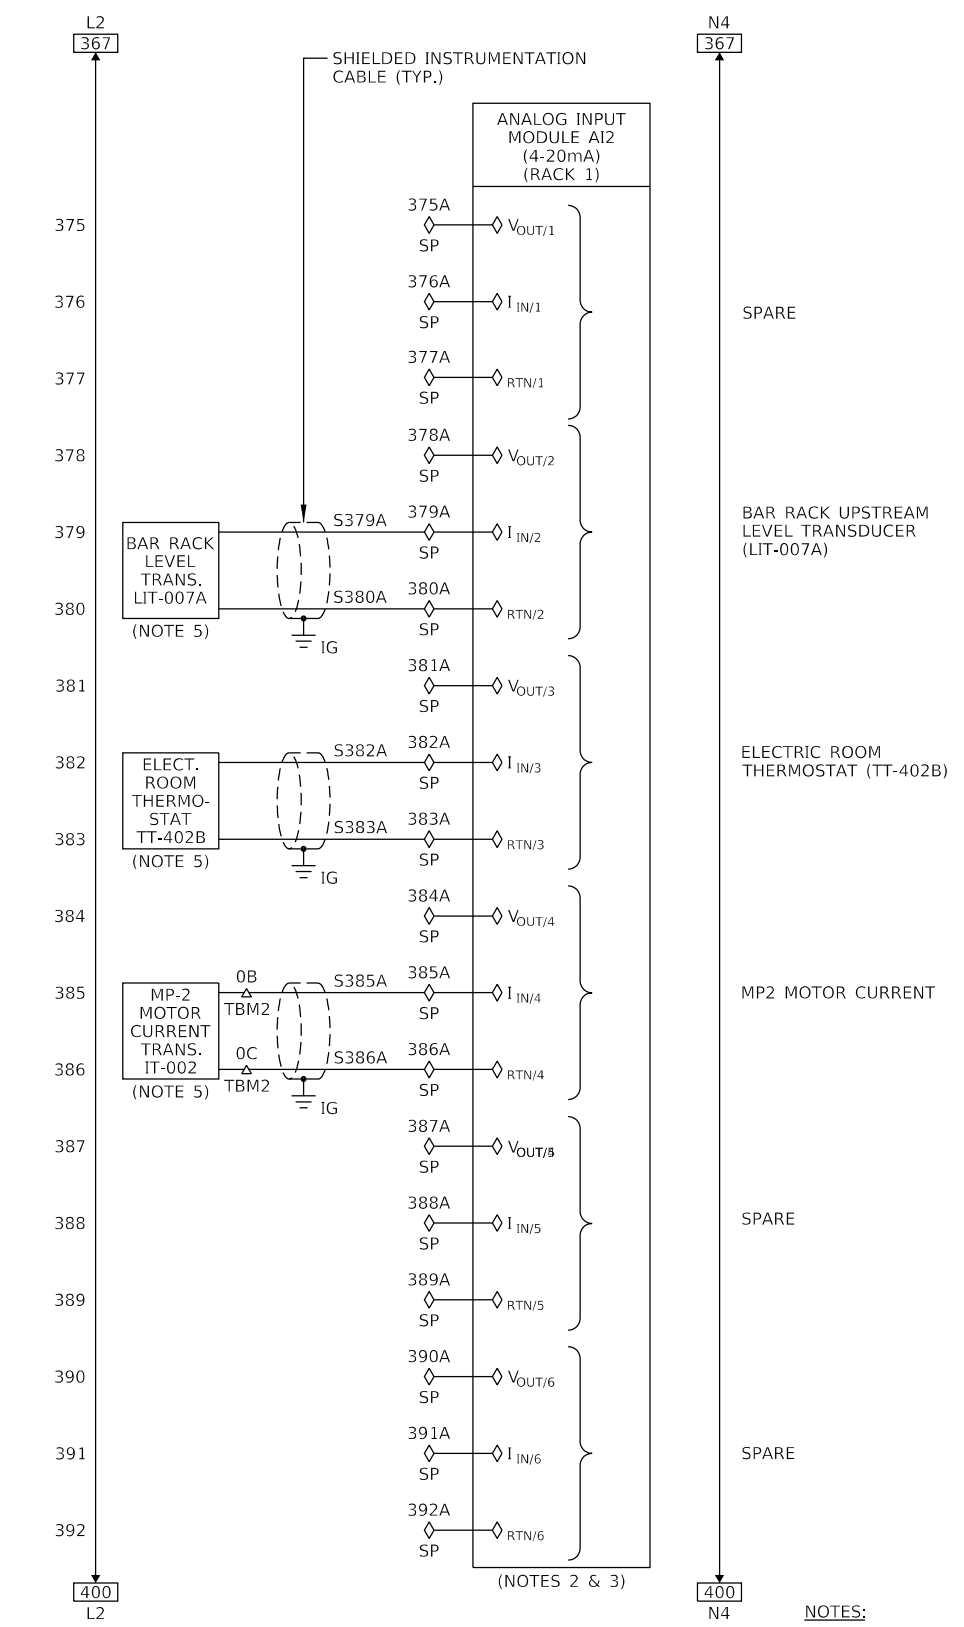 L2
367
N4
367
SHIELDED INSTRUMENTATION
CABLE (TYP.)
ANALOG INPUT
MODULE AI2
(4-20mA)
(RACK 1)
375
375A
SP
VOUT/1
376
376A
SP
I IN/1
SPARE
377
377A
SP
RTN/1
378
378A
SP
VOUT/2
379
S379A
379A
SP
I IN/2
BAR RACK UPSTREAM
LEVEL TRANSDUCER
(LIT-007A)
BAR RACK
LEVEL
TRANS.
LIT-007A
(NOTE 5)
380
S380A
380A
SP
RTN/2
IG
381
381A
SP
VOUT/3
382
S382A
382A
SP
I IN/3
ELECTRIC ROOM
THERMOSTAT (TT-402B)
ELECT.
ROOM
THERMO-
STAT
TT-402B
(NOTE 5)
383
S383A
383A
SP
RTN/3
IG
384
384A
SP
VOUT/4
385
0B
TBM2
S385A
385A
SP
I IN/4
MP2 MOTOR CURRENT
MP-2
MOTOR
CURRENT
TRANS.
IT-002
(NOTE 5)
386
0C
TBM2
S386A
386A
SP
RTN/4
IG
387
387A
SP
VOUT/
388
388A
SP
I IN/5
SPARE
389
389A
SP
RTN/5
390
390A
SP
VOUT/6
391
391A
SP
I IN/6
SPARE
392
392A
SP
RTN/6
(NOTES 2 & 3)
400
L2
400
N4
NOTES: